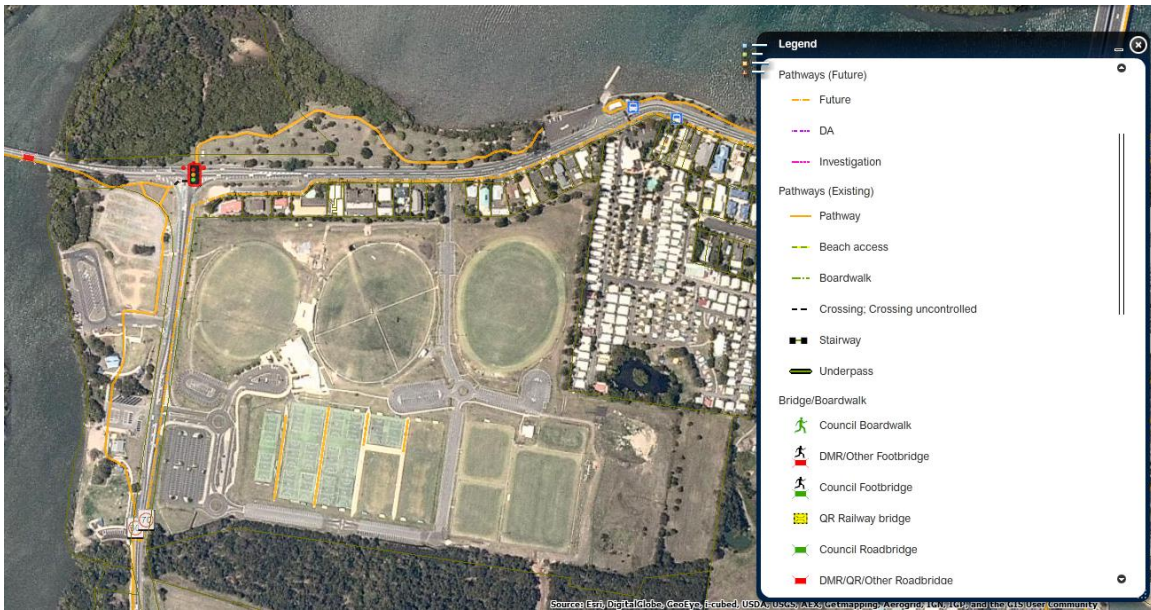 Legend
Pathways (Future)
Future
DA
Investigation
Pathways (Existing)
Pathway
Beach access
Boardwalk
Crossing; Crossing uncontrolled
Stairway
Underpass
Bridge/Boardwalk
Council Boardwalk
DMR/Other Footbridge
Council Footbridge
QR Railway bridge
Council Roadbridge
DMR/QR/Other Roadbridge
70
Source: Esri, DigitalGlobe, GeoEye, i-cubed, USDA, USGS, AEX, Getmapping, Aerogrid, IGN, IGP, and the GIS User Community